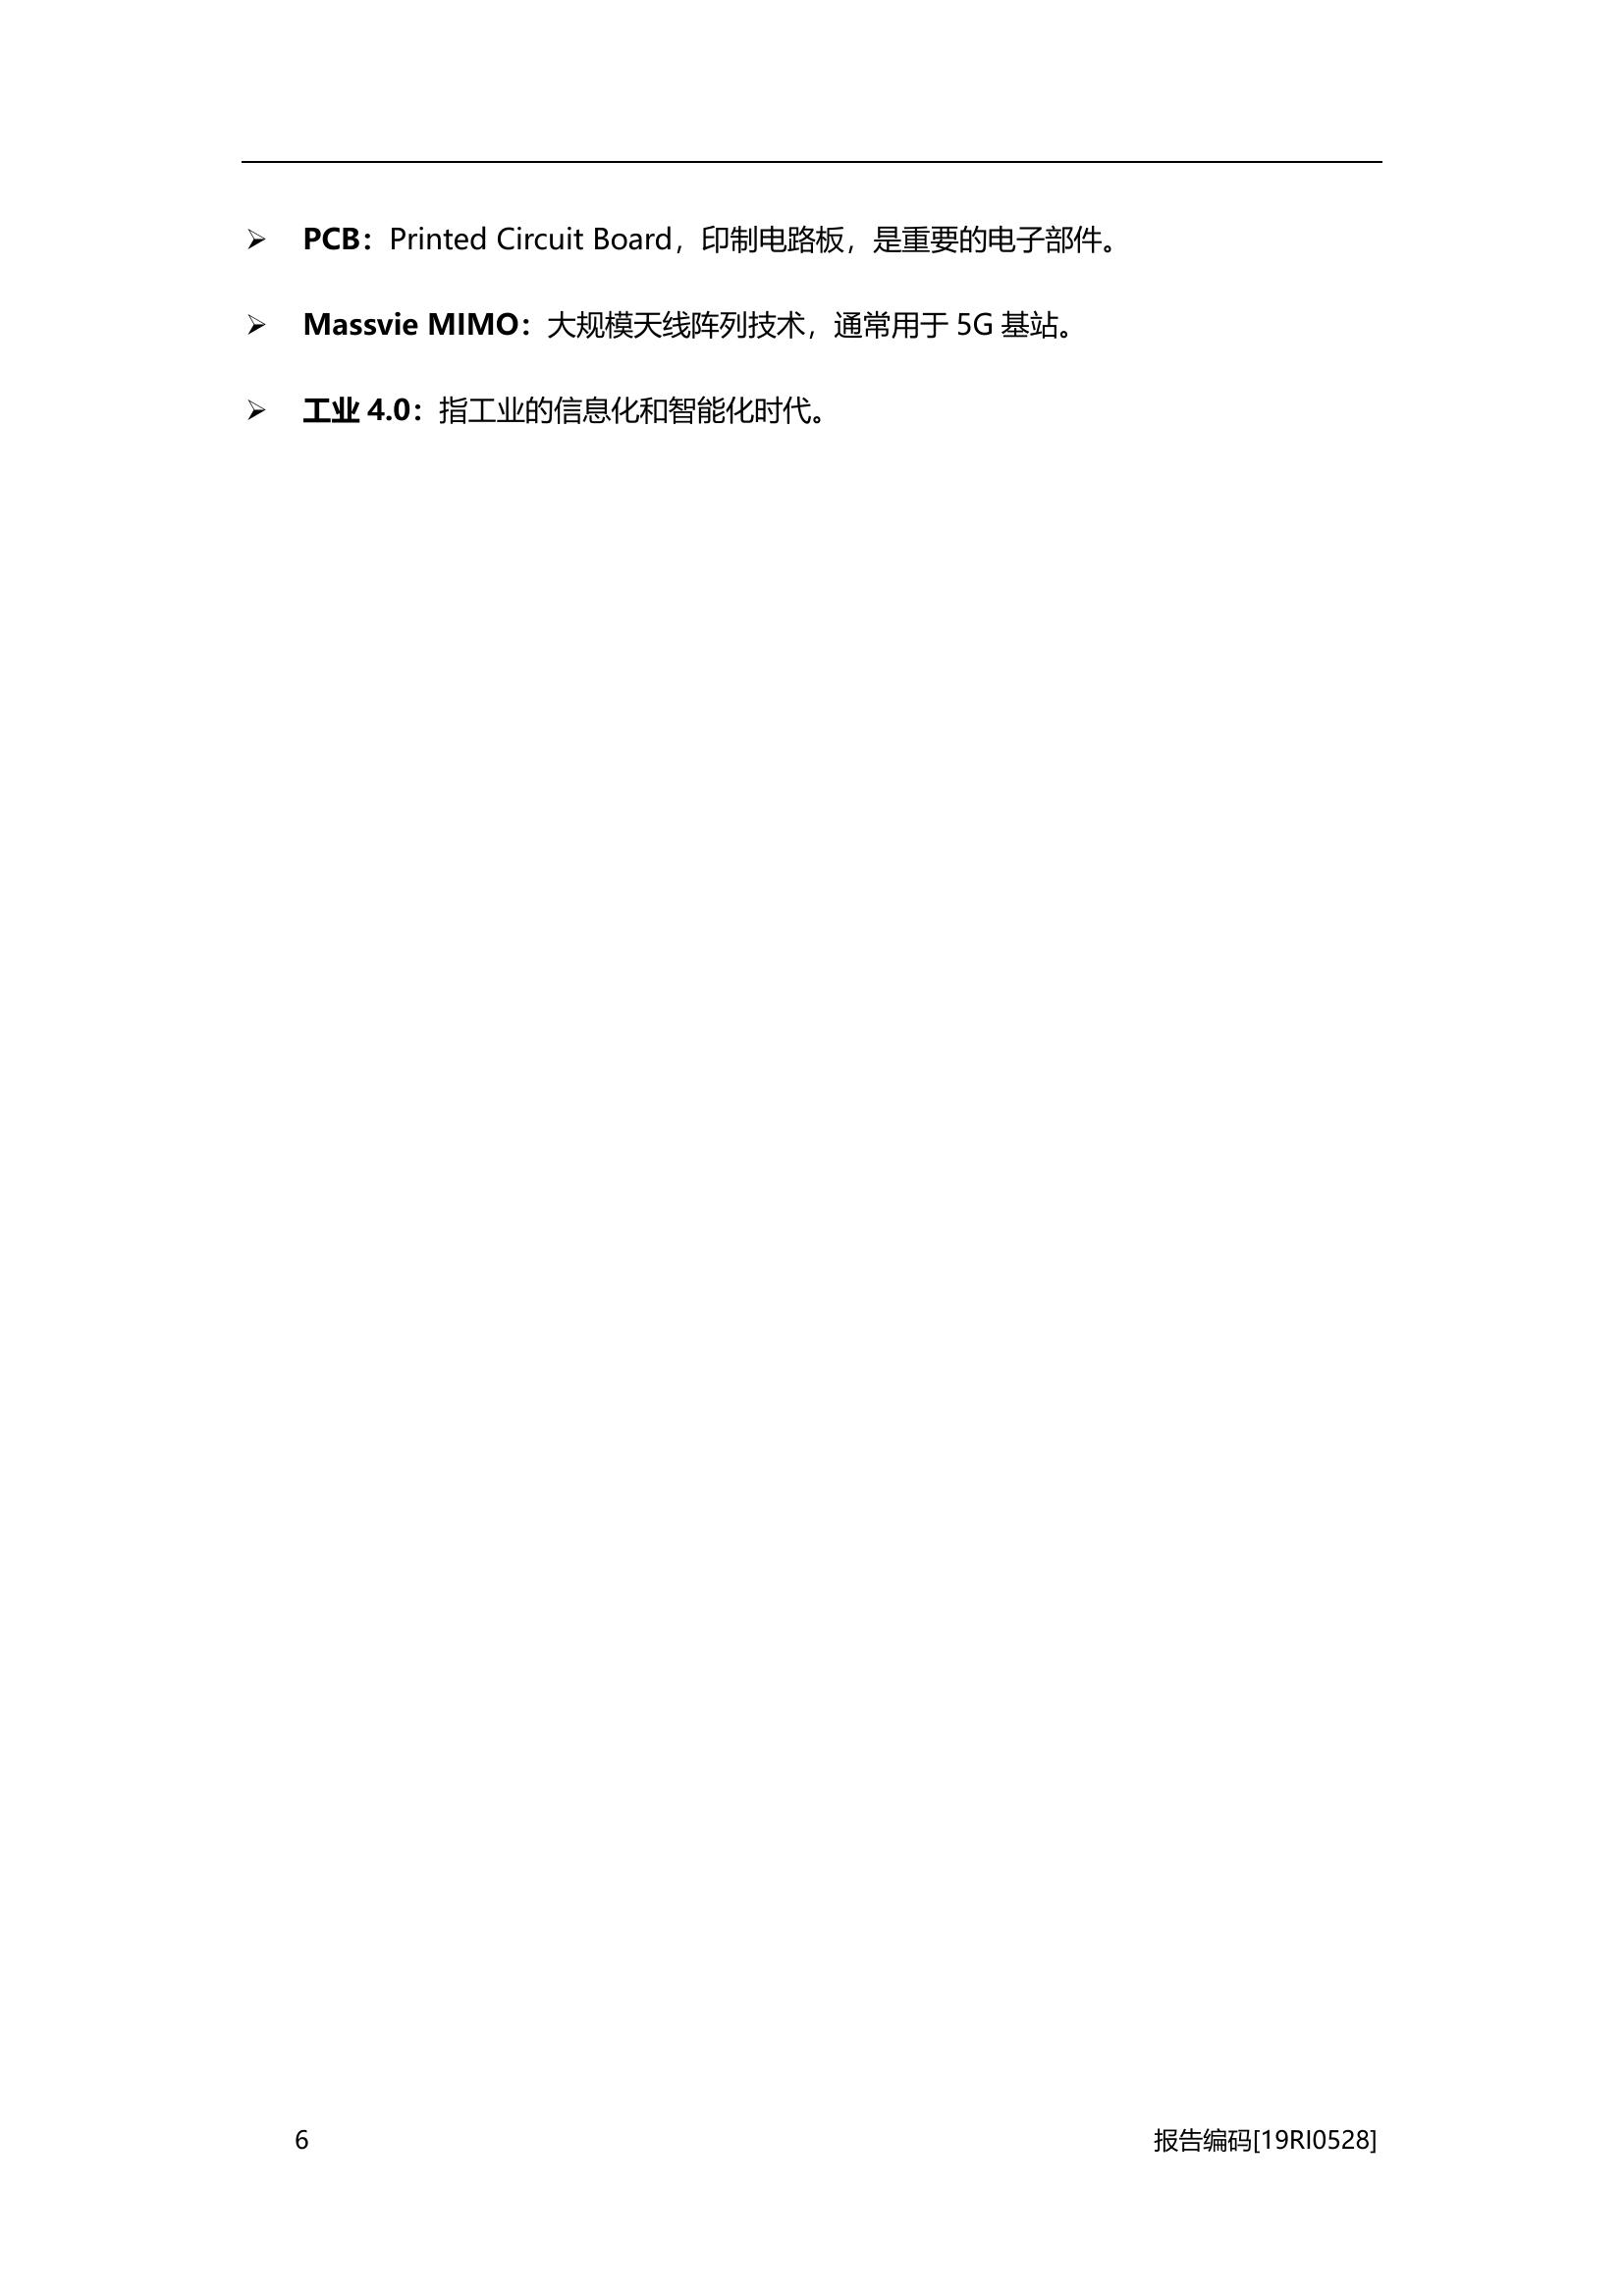 ➢ PCB：Printed Circuit Board，印制电路板，是重要的电子部件。
➢ Massvie MIMO：大规模天线阵列技术，通常用于 5G 基站。
➢ 工业 4.0：指工业的信息化和智能化时代。
6 报告编码[19RI0528]